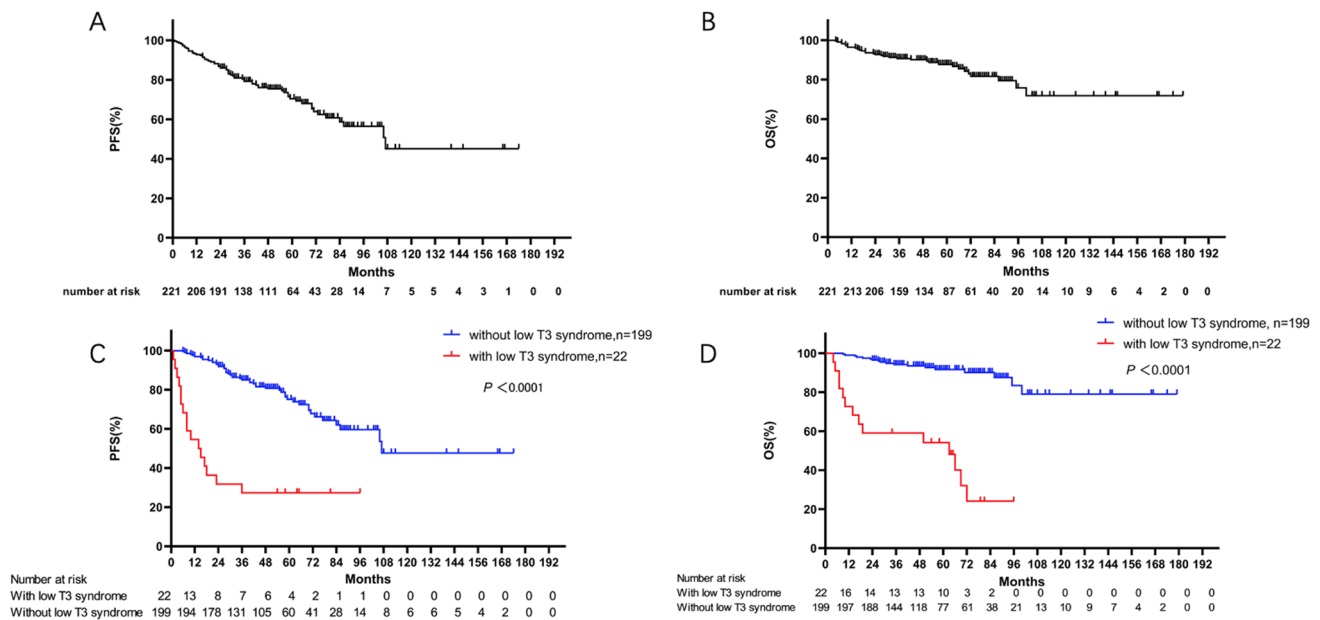 A
B
100
80
60
40
20
0
PFS(%)
0 12 24 36 48 60 72 84 96 108 120 132 144 156 168 180 192
Months
number at risk 221 206 191 138 111 64 43 28 14 7 5 5 4 3 1 0 0
100
80
60
40
20
0
OS(%)
0 12 24 36 48 60 72 84 96 108 120 132 144 156 168 180 192
Months
number at risk 221 213 206 159 134 87 61 40 20 14 10 9 6 4 2 0 0
C
without low T3 syndrome,n=199
with low T3 syndrome,n=22
P <0.0001
100
80
60
40
20
0
PFS(%)
0 12 24 36 48 60 72 84 96 108 120 132 144 156 168 180 192
Months
Number at risk
With low T3 syndrome 22 13 8 7 6 4 2 1 1 0 0 0 0 0 0 0 0
Without low T3 syndrome 199 194 178 131 105 60 41 28 14 8 6 6 5 4 2 0 0
D
without low T3 syndrome, n=199
with low T3 syndrome,n=22
P <0.0001
100
80
60
40
20
0
OS(%)
0 12 24 36 48 60 72 84 96 108 120 132 144 156 168 180 192
Months
Number at risk
With low T3 syndrome 22 16 14 13 13 10 3 2 0 0 0 0 0 0 0 0 0
Without low T3 syndrome 199 197 188 144 118 77 61 38 21 13 10 9 7 4 2 0 0